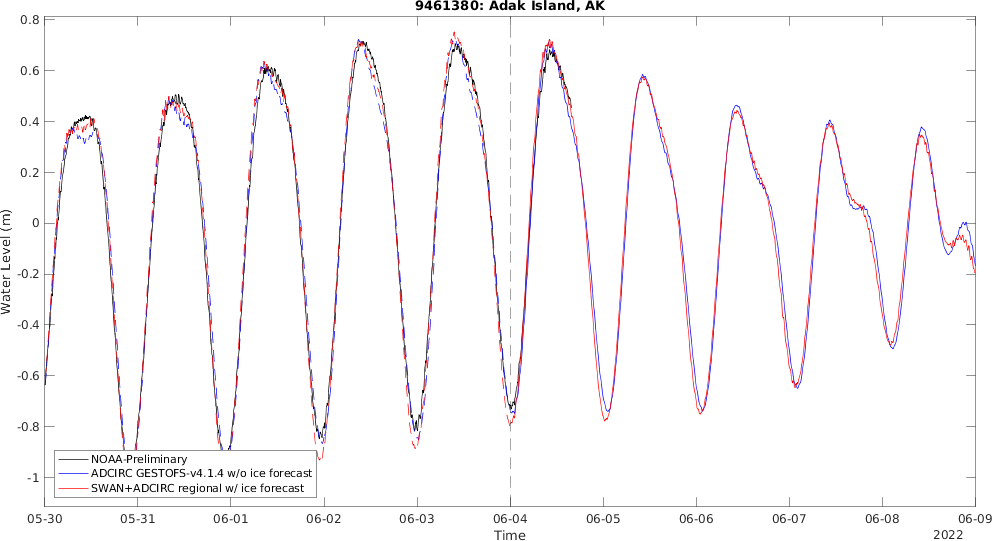 9461380: Adak Island, AK
0.8
0.6
0.4
0.2
0
-0.2
-0.4
-0.6
-0.8
-1
Water Level (m)
NOAA-Preliminary
ADCIRC GESTOFS-v4.1.4 w/o ice forecast
SWAN+ADCIRC regional w/ ice forecast
05-30 05-31 06-01 06-02 06-03 06-04 06-05 06-06 06-07 06-08 06-09
Time
2022